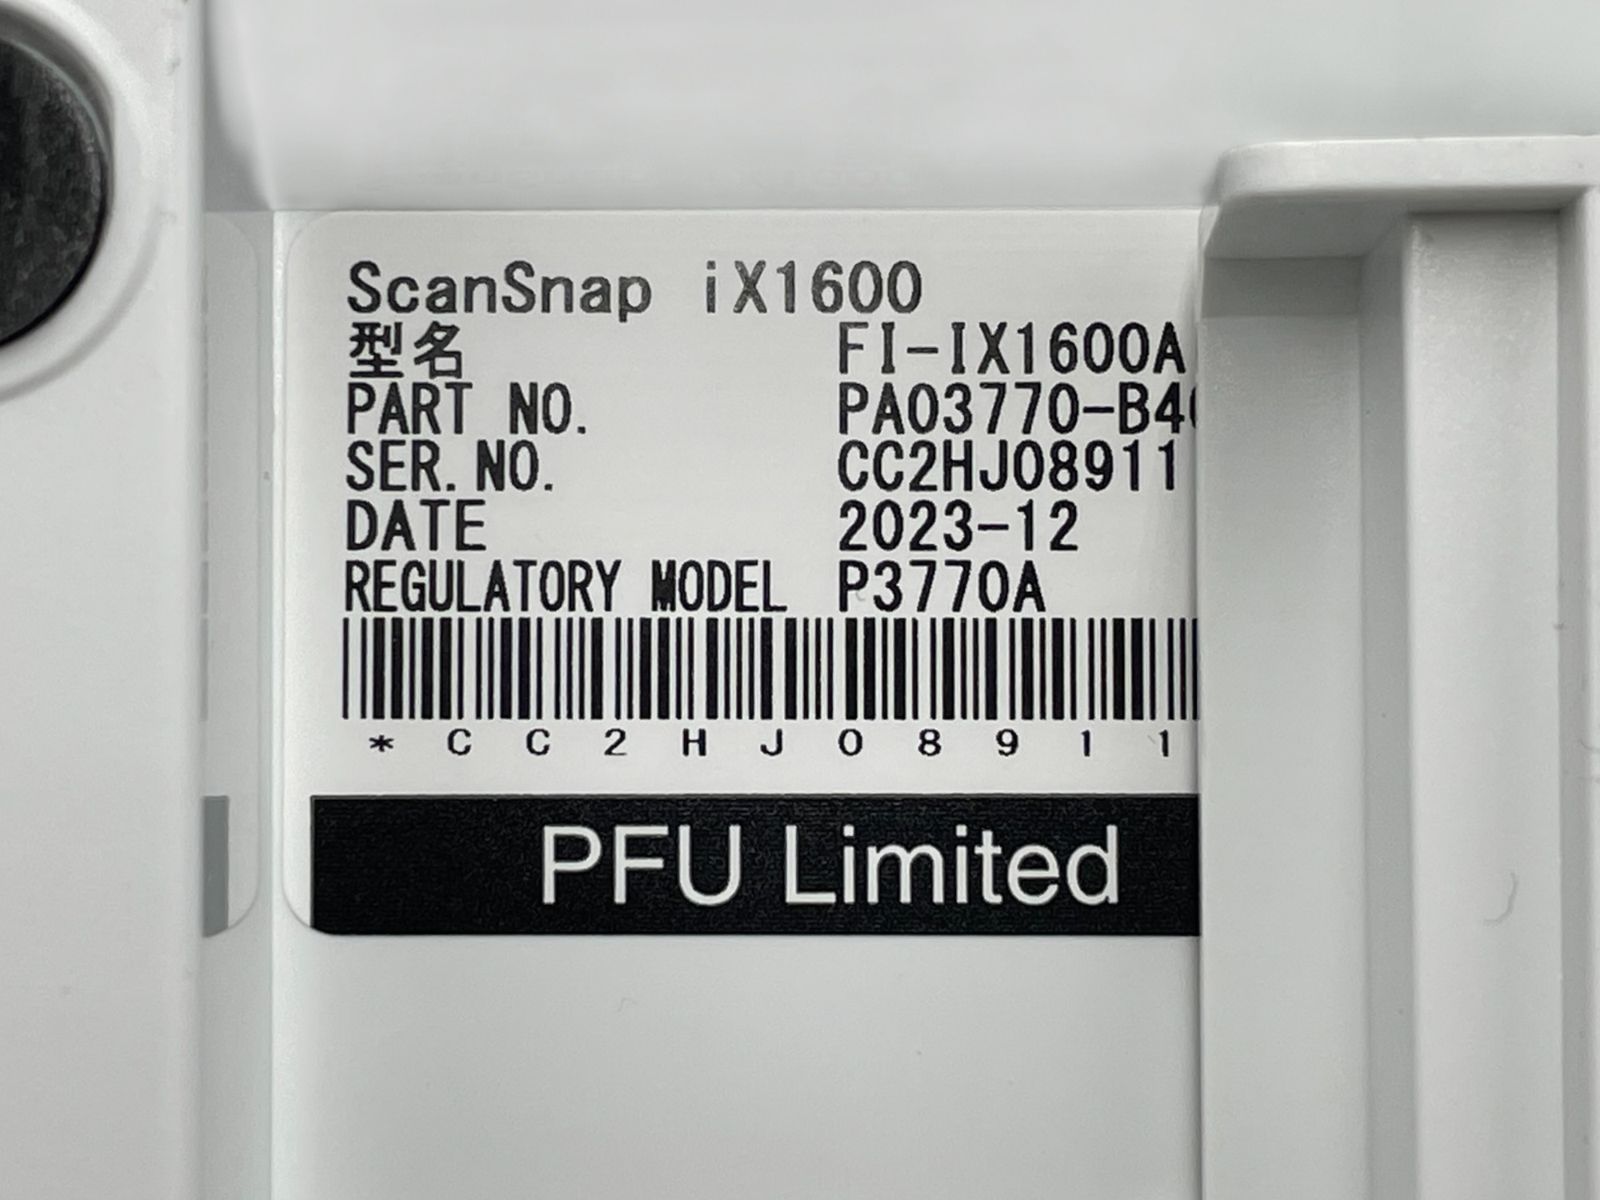 ScanSnap iX1600
型名 FI-IX1600A
PART NO. PA03770-B4
SER.NO. CC2HJ08911
DATE 2023-12
REGULATORY MODEL P3770A
* C C 2 H J 0 8 9 1 1
PFU Limited